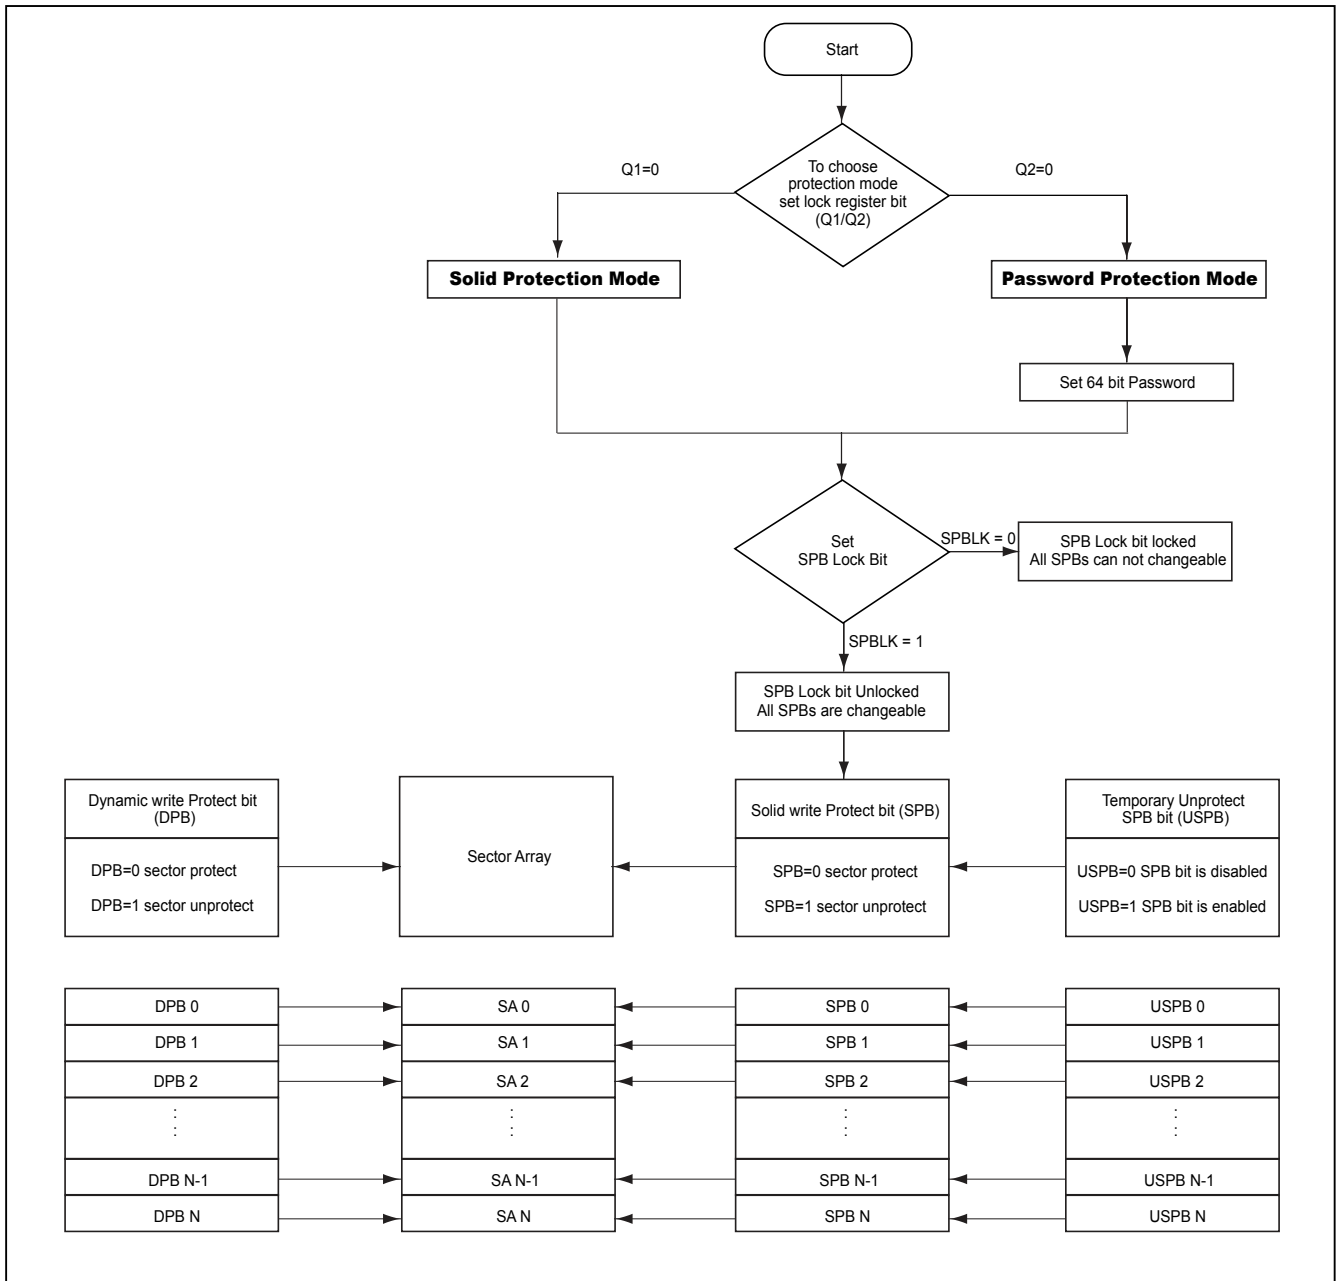 Start
To choose
protection mode
set lock register bit
(Q1/Q2)
Q1=0
Q2=0
Solid Protection Mode
Password Protection Mode
Set 64 bit Password
Set
SPB Lock Bit
SPBLK = 0
SPB Lock bit locked
All SPBs can not changeable
SPBLK = 1
SPB Lock bit Unlocked
All SPBs are changeable
Dynamic write Protect bit
(DPB)
DPB=0 sector protect
DPB=1 sector unprotect
Sector Array
Solid write Protect bit (SPB)
SPB=0 sector protect
SPB=1 sector unprotect
Temporary Unprotect
SPB bit (USPB)
USPB=0 SPB bit is disabled
USPB=1 SPB bit is enabled
DPB 0
SA 0
SPB 0
USPB 0
DPB 1
SA 1
SPB 1
USPB 1
DPB 2
SA 2
SPB 2
USPB 2
DPB N-1
SA N-1
SPB N-1
USPB N-1
DPB N
SA N
SPB N
USPB N